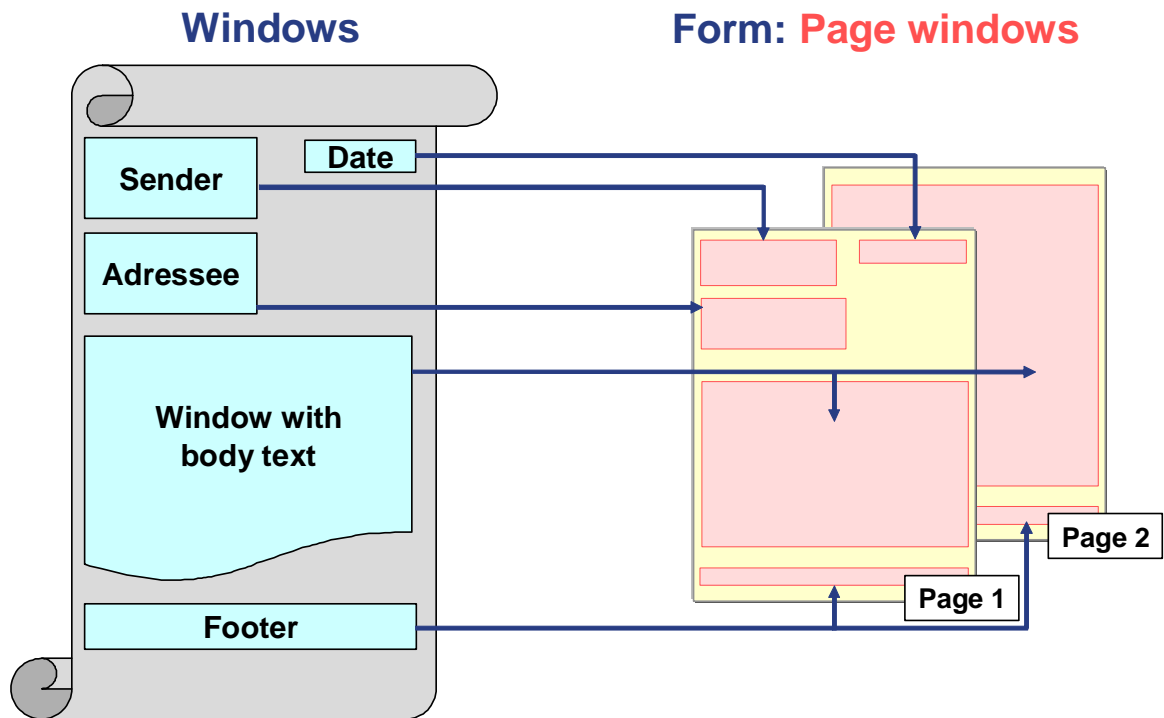 Windows
Form: Page windows
Date
Sender
Adressee
Window with
body text
Page 2
Page 1
Footer